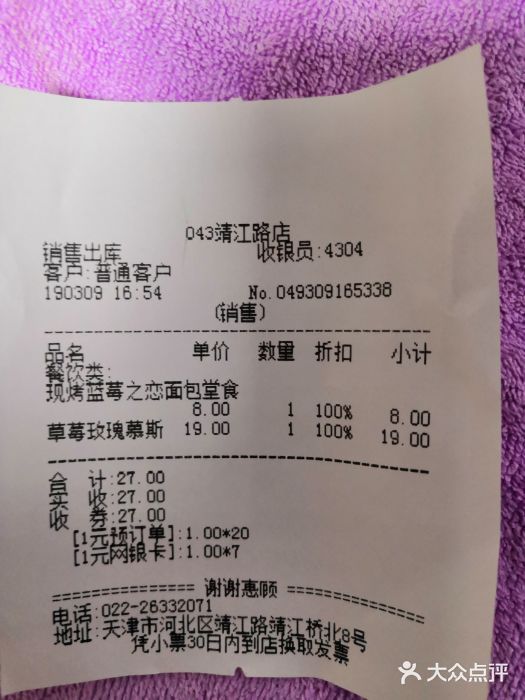 043靖江路店
销售出库 收银员:4304
客户:普通客户
190309 16:54 No.049309165338
(销售)
品名 单价 数量 折扣 小计
餐饮类:
现烤蓝莓之恋面包堂食
8.00 1 100% 8.00
草莓玫瑰慕斯 19.00 1 100% 19.00
合 计:27.00
实 收:27.00
收 券:27.00
[1元预订单]:1.00*20
[1元网银卡]:1.00*7
谢谢惠顾
电话:022-26332071
地址:天津市河北区靖江路靖江桥北8号
凭小票30日内到店换取发票
大众点评